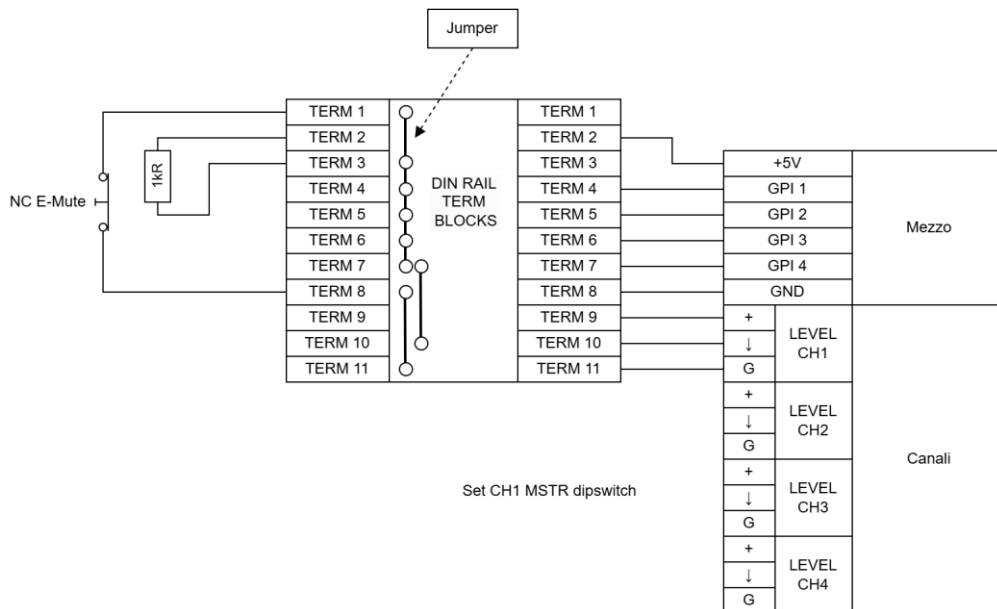 Jumper
TERM 1
TERM 1
TERM 2
TERM 2
TERM 3
TERM 3
+5V
TERM 4
DIN RAIL
TERM
BLOCKS
TERM 4
GPI 1
NC E-Mute
1kR
TERM 5
TERM 5
GPI 2
Mezzo
TERM 6
TERM 6
GPI 3
TERM 7
TERM 7
GPI 4
TERM 8
TERM 8
GND
TERM 9
TERM 9
+
LEVEL
CH1
TERM 10
TERM 10
↓
TERM 11
TERM 11
G
+
LEVEL
CH2
↓
G
Canali
Set CH1 MSTR dipswitch
+
LEVEL
CH3
↓
G
+
LEVEL
CH4
↓
G